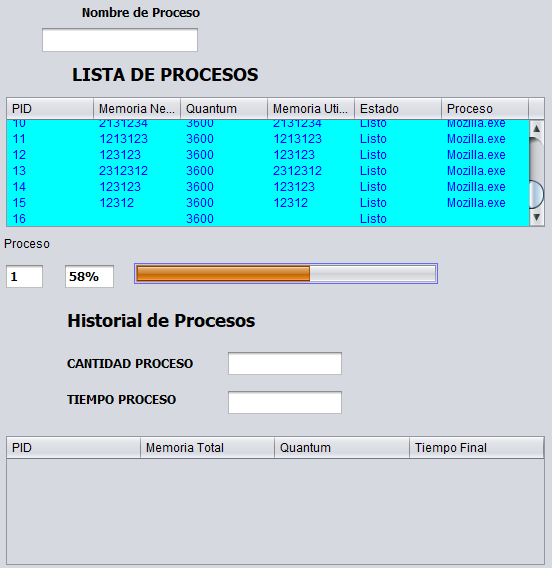 Nombre de Proceso
LISTA DE PROCESOS
PID Memoria Ne... Quantum Memoria Uti... Estado Proceso
10 2131234 3600 2131234 Listo Mozilla.exe
11 1213123 3600 1213123 Listo Mozilla.exe
12 123123 3600 123123 Listo Mozilla.exe
13 2312312 3600 2312312 Listo Mozilla.exe
14 123123 3600 123123 Listo Mozilla.exe
15 12312 3600 12312 Listo Mozilla.exe
16 3600 Listo
Proceso
1 58%
Historial de Procesos
CANTIDAD PROCESO
TIEMPO PROCESO
PID Memoria Total Quantum Tiempo Final